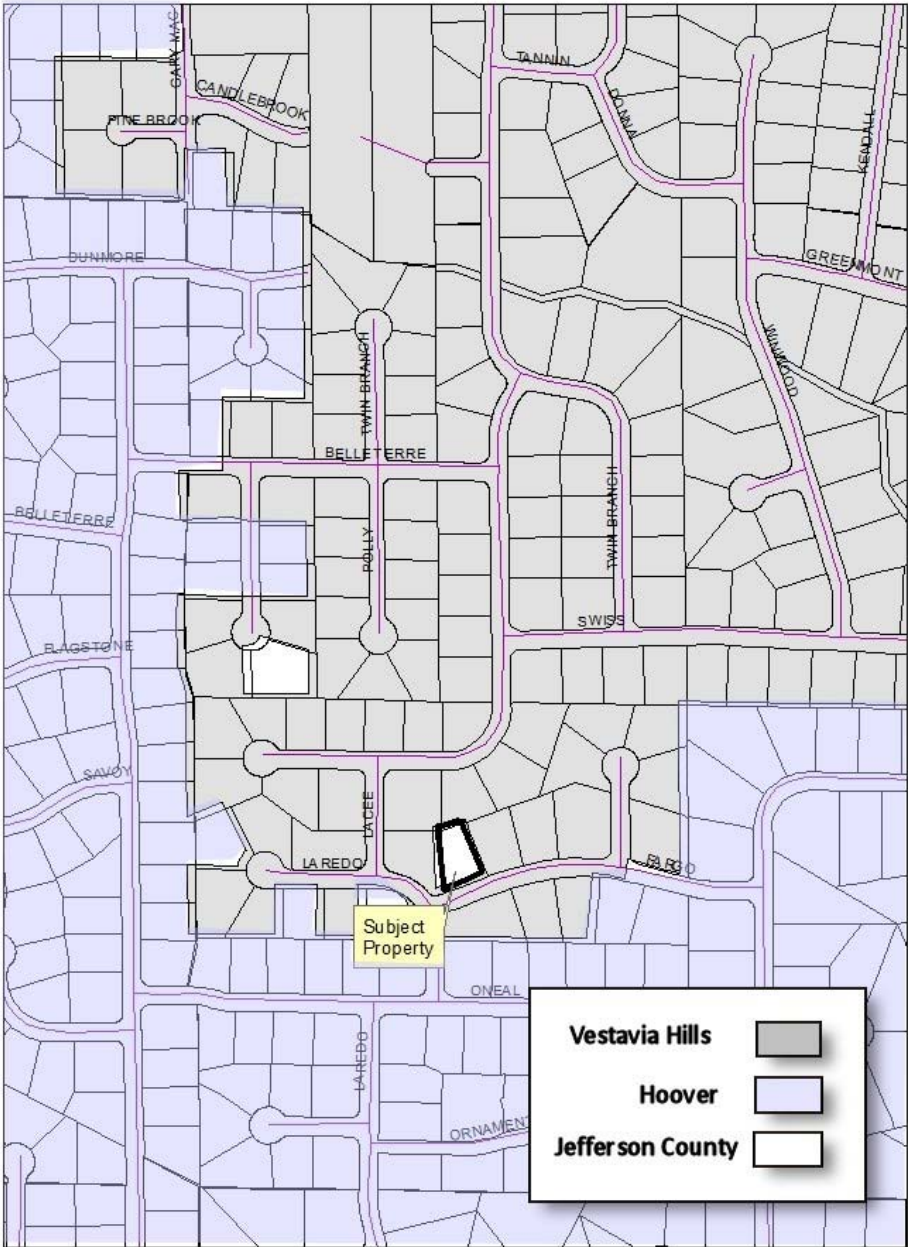 GARY MAC
CANDLEBROOK
PINE BROOK
TANNIN
DONNA
KENDALL
DUNMORE
GREENMONT
WINWOOD
TWIN BRANCH
BELLETERRE
BELLETERRE
POLLY
TWIN BRANCH
SWISS
FLAGSTONE
SAVOY
LACEE
LAREDO
FARGO
Subject
Property
ONEAL
LAREDO
ORNAMENT
Vestavia Hills
Hoover
Jefferson County